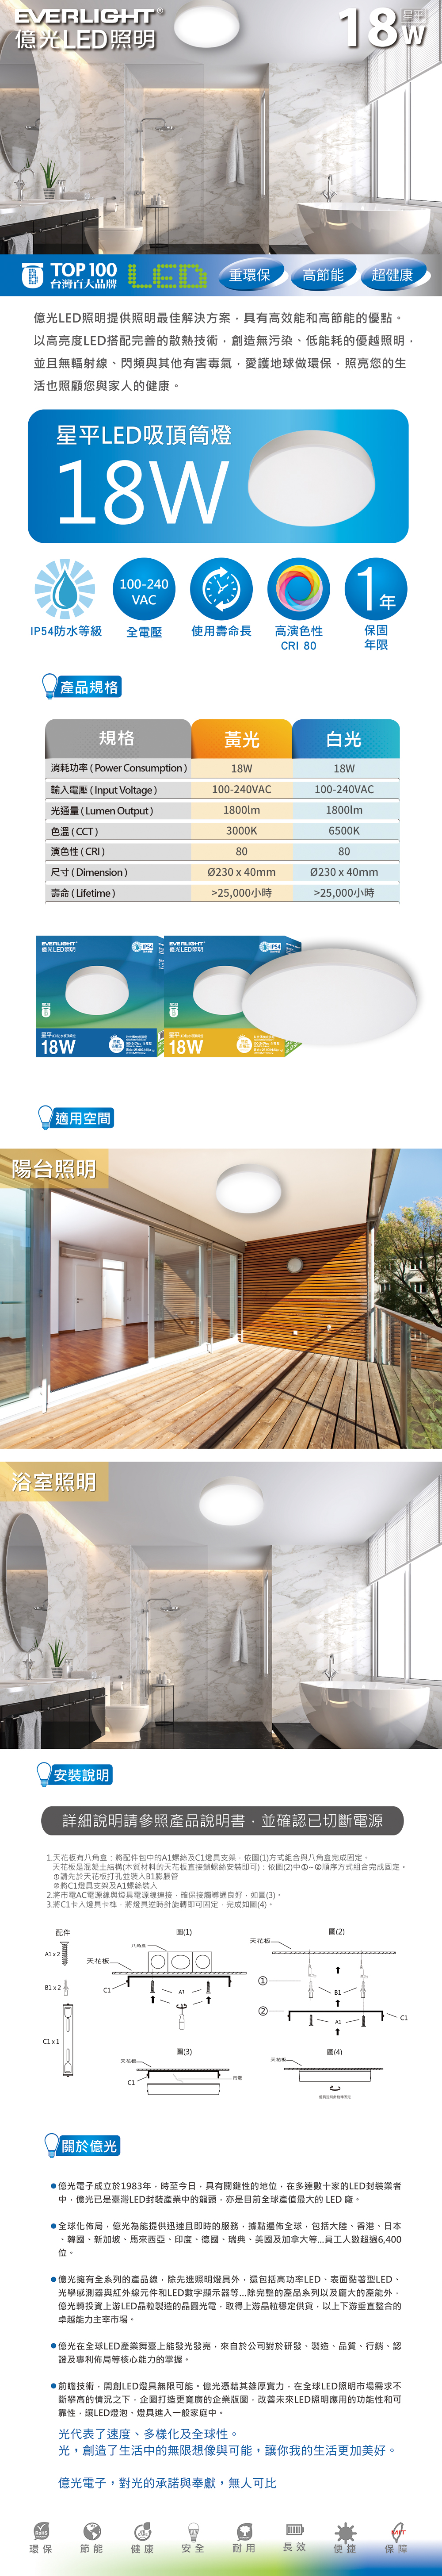 EVERLIGHT®
億光LED照明
18W
星平
TOP100
台灣百大品牌
LED
重環保
高節能
超健康
億光LED照明提供照明最佳解決方案，具有高效能和高節能的優點。
以高亮度LED搭配完善的散熱技術，創造無污染、低能耗的優越照明，
並且無輻射線、閃頻與其他有害毒氣，愛護地球做環保，照亮您的生
活也照顧您與家人的健康。
星平LED吸頂筒燈
18W
IP54防水等級
100-240
VAC
全電壓
使用壽命長
高演色性
CRI 80
1年
保固
年限
產品規格
規格 黃光 白光
消耗功率 ( Power Consumption ) 18W 18W
輸入電壓 ( Input Voltage ) 100-240VAC 100-240VAC
光通量 ( Lumen Output ) 1800lm 1800lm
色溫 ( CCT ) 3000K 6500K
演色性 ( CRI ) 80 80
尺寸 ( Dimension ) Ø230 x 40mm Ø230 x 40mm
壽命 ( Lifetime ) >25,000小時 >25,000小時
EVERLIGHT
億光LED照明
IP54
星平
18W
EVERLIGHT
億光LED照明
IP54
星平
18W
適用空間
陽台照明
浴室照明
安裝說明
詳細說明請參照產品說明書，並確認已切斷電源
1.天花板有八角盒：將配件包中的A1螺絲及C1燈具支架，依圖(1)方式組合與八角盒完成固定。
天花板是混凝土結構(木質材料的天花板直接鎖螺絲安裝即可)：依圖(2)中①~②順序方式組合完成固定。
①請先於天花板打孔並裝入B1膨脹管
②將C1燈具支架及A1螺絲裝入
2.將市電AC電源線與燈具電源線連接，確保接觸導通良好，如圖(3)。
3.將C1卡入燈具卡槽，將燈具逆時針旋轉即可固定，完成如圖(4)。
配件
A1 x 2
B1 x 2
C1 x 1
圖(1)
八角盒
天花板
C1
A1
圖(2)
天花板
①
B1
②
A1
C1
圖(3)
天花板
市電
C1
圖(4)
天花板
關於億光
●億光電子成立於1983年，時至今日，具有關鍵性的地位，在多達數十家的LED封裝業者
中，億光已是臺灣LED封裝產業中的龍頭，亦是目前全球產值最大的 LED 廠。
●全球化佈局，億光為能提供迅速且即時的服務，據點遍佈全球，包括大陸、香港、日本
、韓國、新加坡、馬來西亞、印度、德國、瑞典、美國及加拿大等...員工人數超過6,400
位。
●億光擁有全系列的產品線，除先進照明燈具外，還包括高功率LED、表面黏著型LED、
光學感測器與紅外線元件和LED數字顯示器等...除完整的產品系列以及龐大的產能外，
億光轉投資上游LED晶粒製造的晶圓光電，取得上游晶粒穩定供貨，以上下游垂直整合的
卓越能力主宰市場。
●億光在全球LED產業舞臺上能發光發亮，來自於公司對於研發、製造、品質、行銷、認
證及專利佈局等核心能力的掌握。
●前瞻技術，開創LED燈具無限可能。億光憑藉其雄厚實力，在全球LED照明市場需求不
斷攀高的情況之下，企圖打造更寬廣的企業版圖，改善未來LED照明應用的功能性和可
靠性，讓LED燈泡、燈具進入一般家庭中。
光代表了速度、多樣化及全球性。
光，創造了生活中的無限想像與可能，讓你我的生活更加美好。
億光電子，對光的承諾與奉獻，無人可比
RoHS
MIT
環保 節能 健康 安全 耐用 長效 便捷 保障